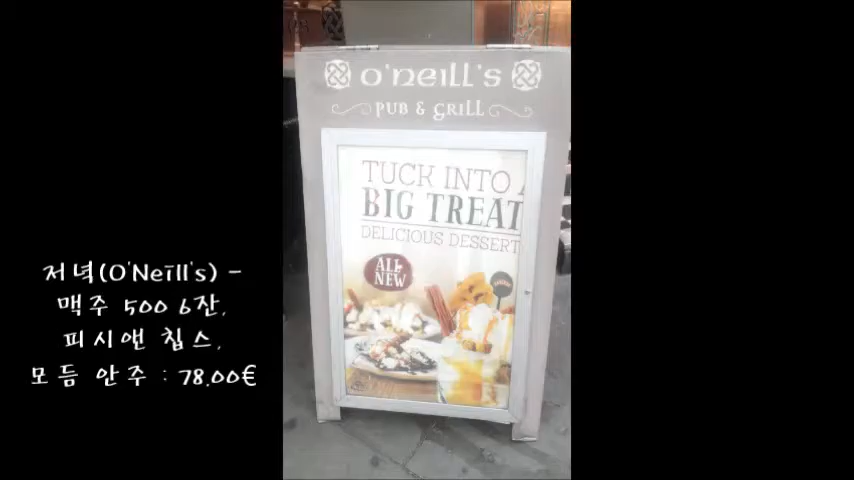 저녁(O'Neill's) -
맥주 500 6잔,
피시앤 칩스,
모듬 안주 : 78.00€
O'NEILL'S
PUB & GRILL
TUCK INTO A
BIG TREAT
DELICIOUS DESSERT
ALL
NEW